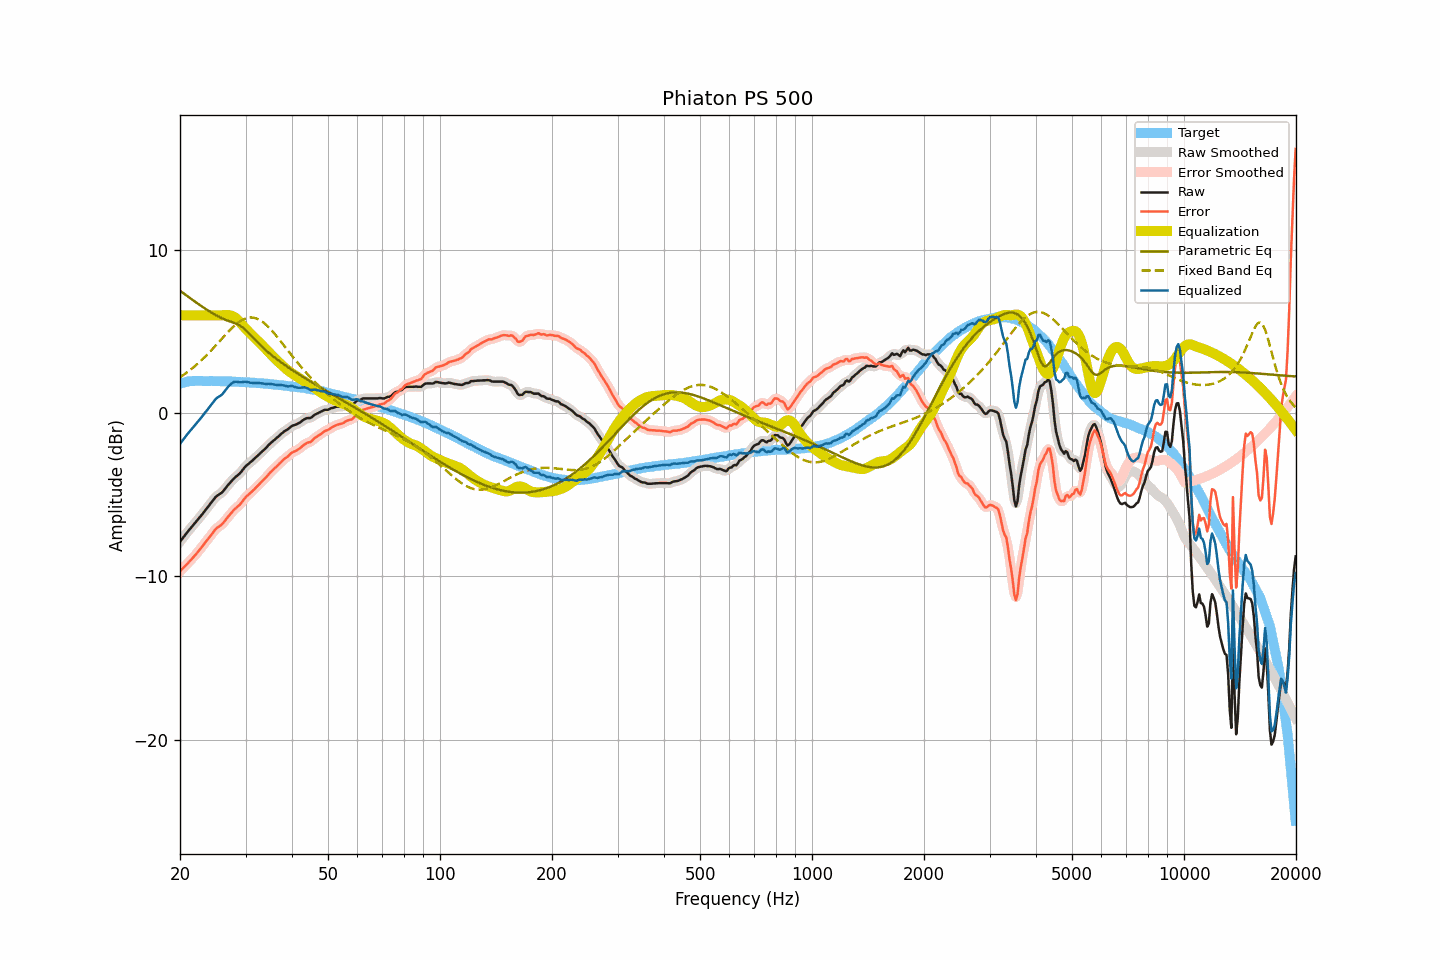 Phiaton PS 500
Target
Raw Smoothed
Error Smoothed
Raw
Error
Equalization
Parametric Eq
Fixed Band Eq
Equalized
Amplitude (dBr)
10
0
−10
−20
20 50 100 200 500 1000 2000 5000 10000 20000
Frequency (Hz)